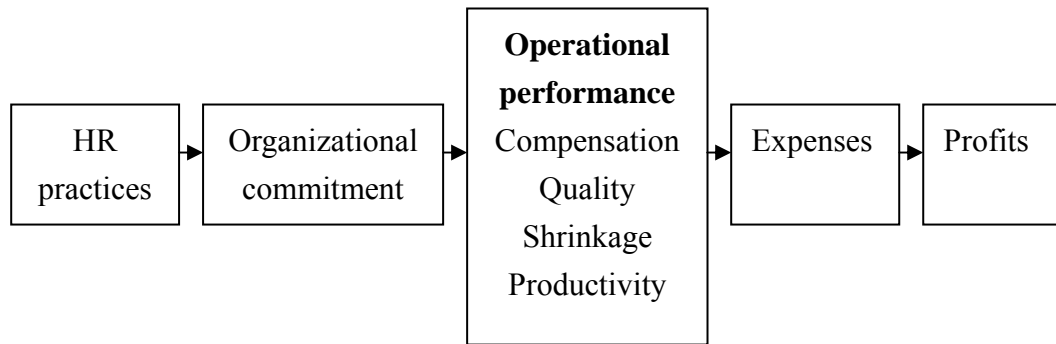 HR
practices
Organizational
commitment
Operational
performance
Compensation
Quality
Shrinkage
Productivity
Expenses
Profits